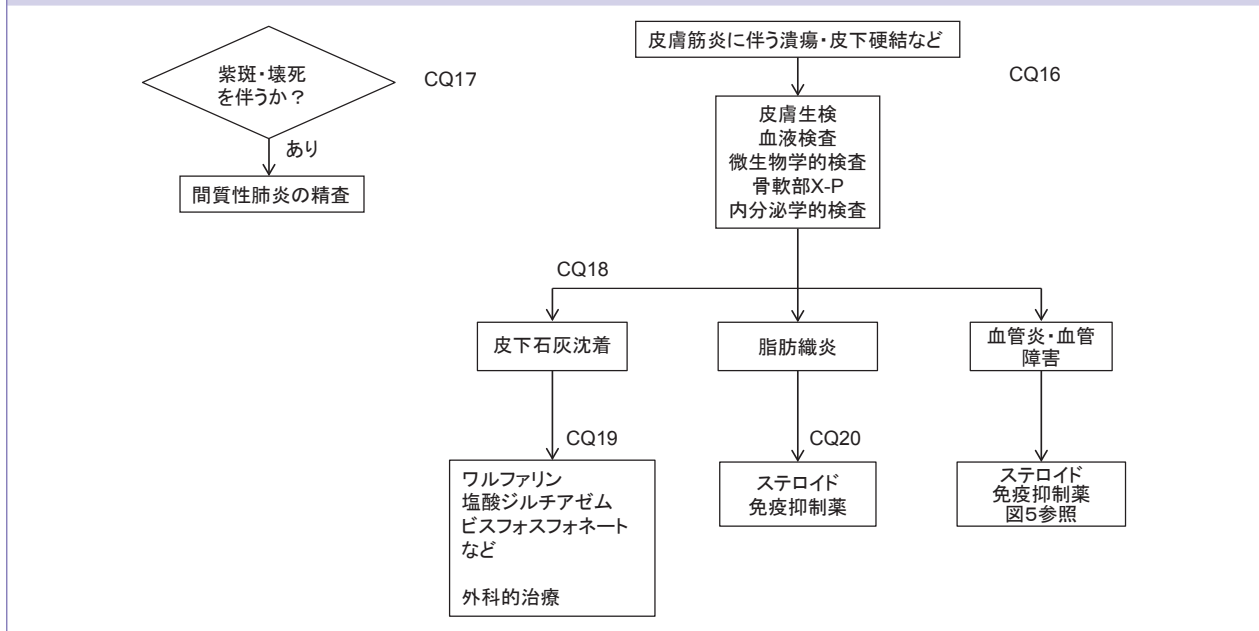 皮膚筋炎に伴う潰瘍・皮下硬結など
CQ16
紫斑・壊死
を伴うか？
CQ17
あり
間質性肺炎の精査
皮膚生検
血液検査
微生物学的検査
骨軟部X-P
内分泌学的検査
CQ18
皮下石灰沈着
脂肪織炎
血管炎・血管
障害
CQ19
CQ20
ワルファリン
塩酸ジルチアゼム
ビスフォスフォネート
など
外科的治療
ステロイド
免疫抑制薬
ステロイド
免疫抑制薬
図5参照